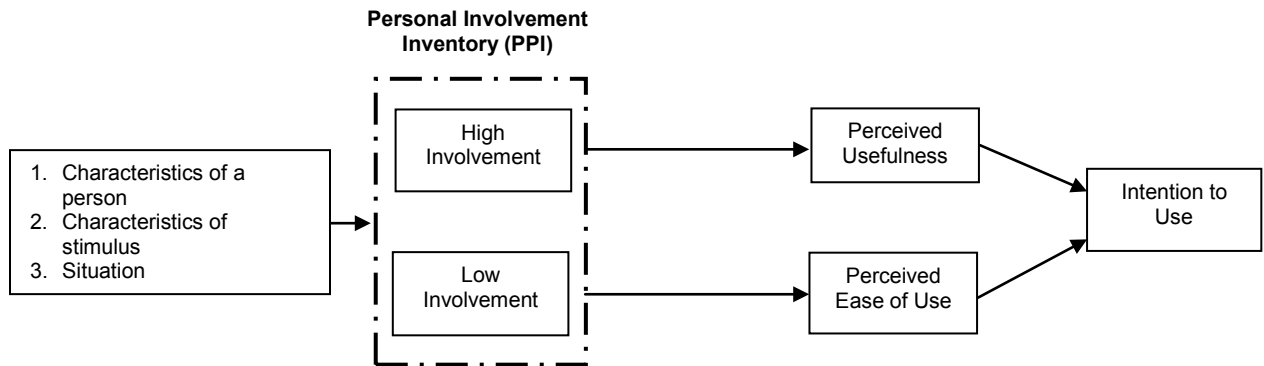 Personal Involvement
Inventory (PPI)
1. Characteristics of a
person
2. Characteristics of
stimulus
3. Situation
High
Involvement
Low
Involvement
Perceived
Usefulness
Perceived
Ease of Use
Intention to
Use